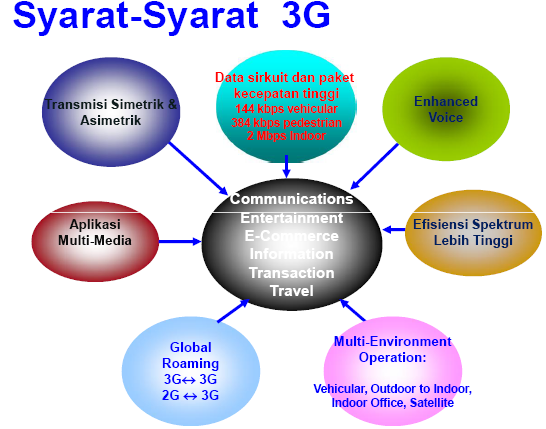 Syarat-Syarat 3G
Transmisi Simetrik &
Asimetrik
Data sirkuit dan paket
kecepatan tinggi
144 kbps vehicular
384 kbps pedestrian
2 Mbps Indoor
Enhanced
Voice
Aplikasi
Multi-Media
Communications
Entertainment
E-Commerce
Information
Transaction
Travel
Efisiensi Spektrum
Lebih Tinggi
Global
Roaming
3G↔ 3G
2G ↔ 3G
Multi-Environment
Operation:
Vehicular, Outdoor to Indoor,
Indoor Office, Satellite